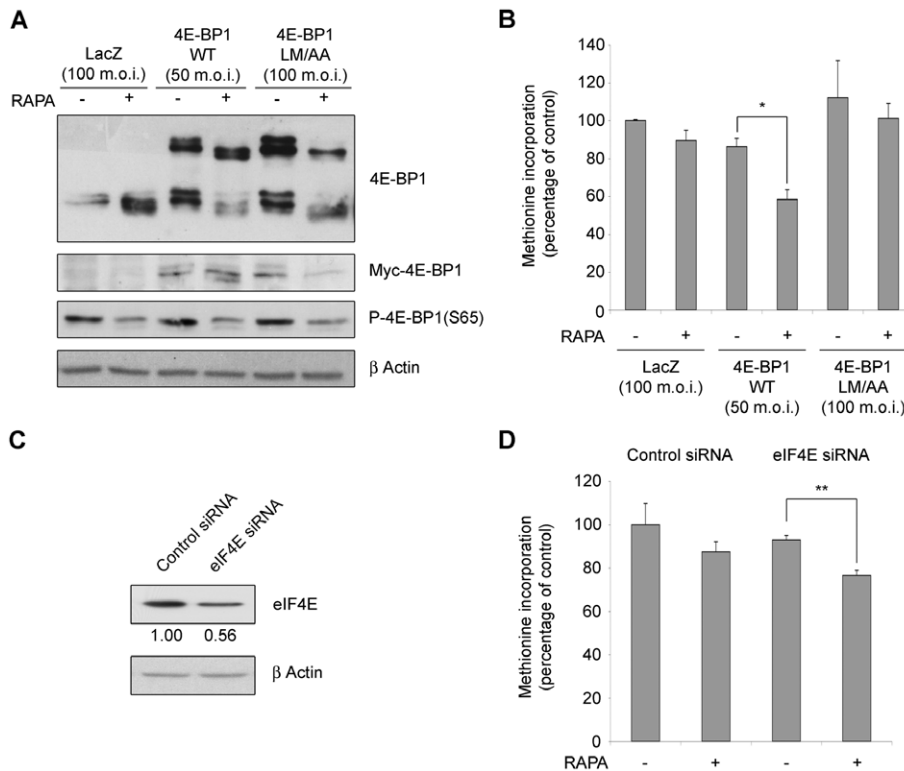 A
LacZ
(100 m.o.i.)
4E-BP1
WT
(50 m.o.i.)
4E-BP1
LM/AA
(100 m.o.i.)
RAPA - + - + - +
4E-BP1
Myc-4E-BP1
P-4E-BP1(S65)
β Actin
B
Methionine incorporation
(percentage of control)
140
120
100
80
60
40
20
0
*
RAPA - + - + - +
LacZ
(100 m.o.i.)
4E-BP1
WT
(50 m.o.i.)
4E-BP1
LM/AA
(100 m.o.i.)
C
Control siRNA
eIF4E siRNA
eIF4E
1.00 0.56
β Actin
D
Control siRNA eIF4E siRNA
Methionine incorporation
(percentage of control)
120
100
80
60
40
20
0
**
RAPA - + - +